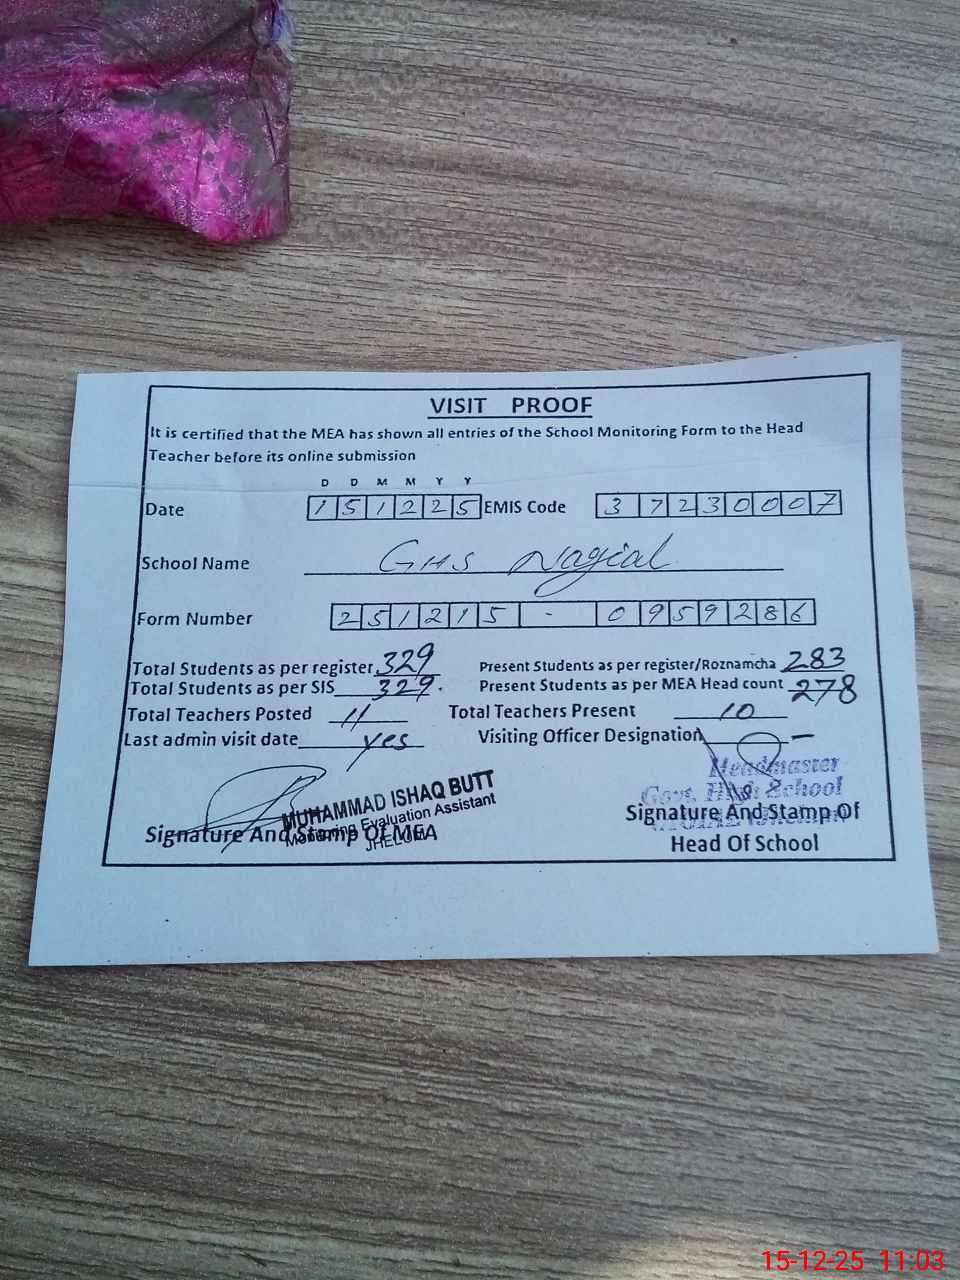 VISIT PROOF
It is certified that the MEA has shown all entries of the School Monitoring Form to the Head
Teacher before its online submission
D D M M Y Y
Date 1 5 1 2 2 5 EMIS Code 3 7 2 3 0 0 0 7
School Name GHS Nagial
Form Number 2 5 1 2 1 5 - 0 9 5 9 2 8 6
Total Students as per register 329 Present Students as per register/Roznamcha 283
Total Students as per SIS 329. Present Students as per MEA Head count 278
Total Teachers Posted 11 Total Teachers Present 10
Last admin visit date yes Visiting Officer Designation —
MUHAMMAD ISHAQ BUTT
Monitoring Evaluation Assistant
JHELUM
Signature And Stamp Of MEA
Headmaster
Govt. High School
Signature And Stamp Of
Head Of School
15-12-25 11:03